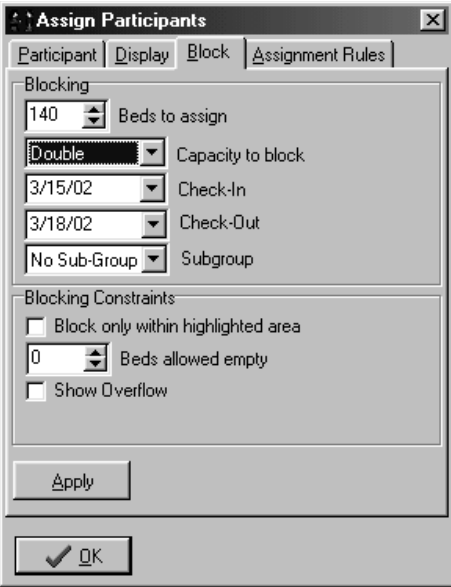 Assign Participants
Participant Display Block Assignment Rules
Blocking
140 Beds to assign
Double Capacity to block
3/15/02 Check-In
3/18/02 Check-Out
No Sub-Group Subgroup
Blocking Constraints
Block only within highlighted area
0 Beds allowed empty
Show Overflow
Apply
OK